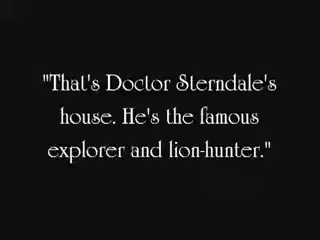 "That's Doctor Sterndale's
house. He's the famous
explorer and lion-hunter."